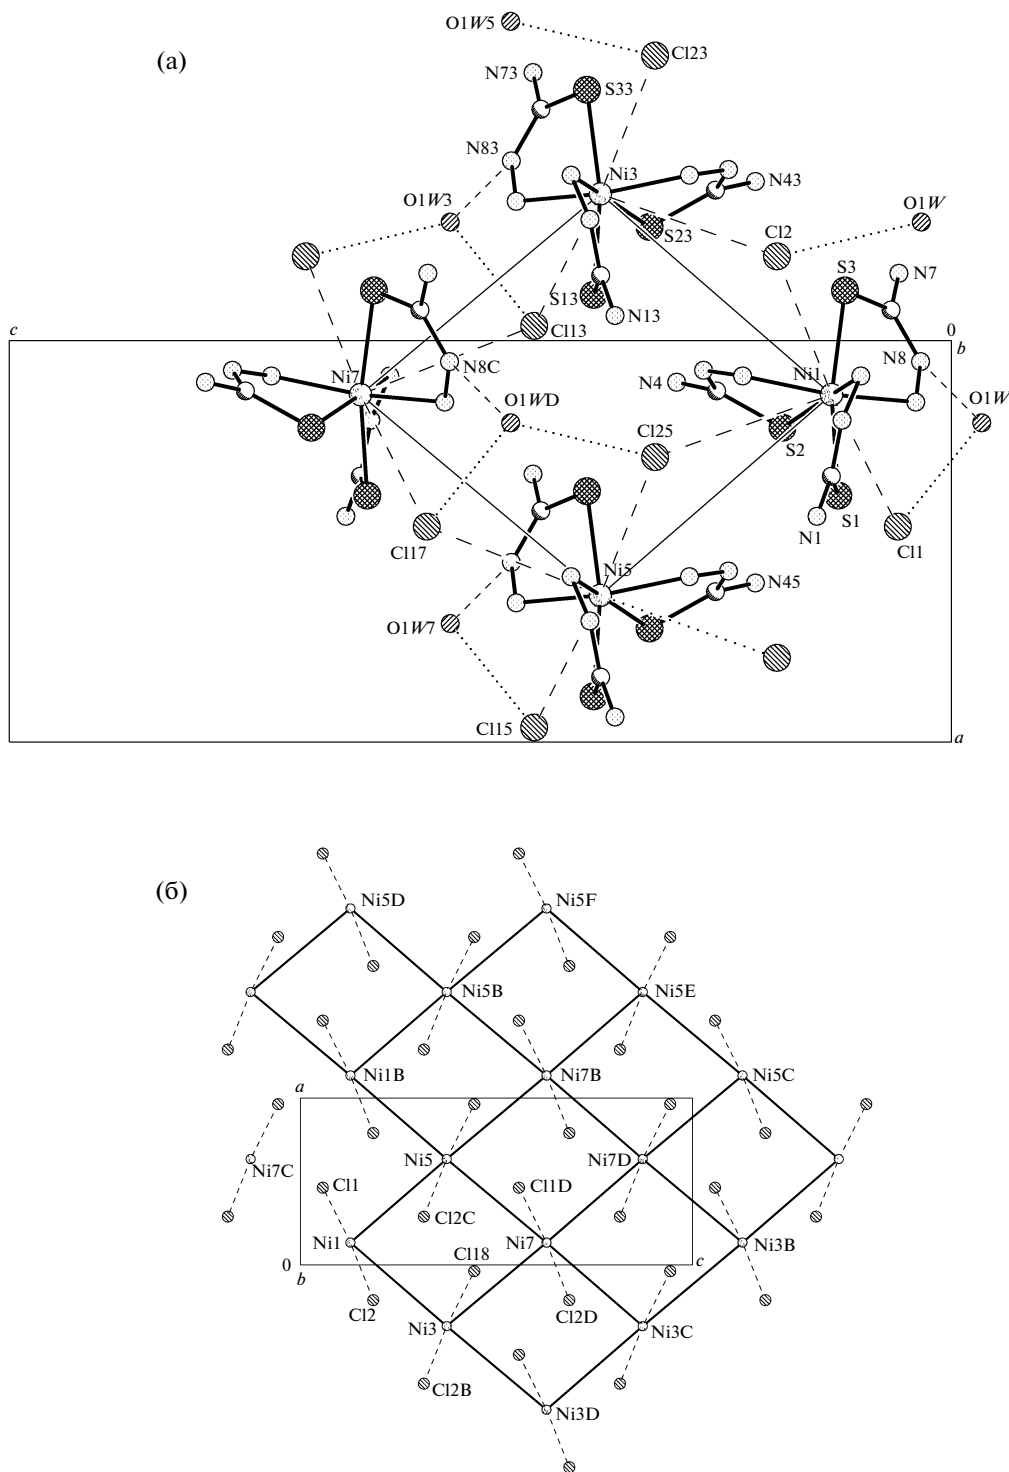 O1W5
(а)
Cl23
N73
S33
N83
Ni3
N43
O1W3
O1W
Cl2
S23
S3
N7
S13
N13
Cl13
c
0
b
Ni7
N8C
N4
Ni1
N8
O1WD
O1W
Cl25
S2
N1
S1
Cl17
Cl1
Ni5
N45
O1W7
Cl15
a
(б)
Ni5D
Ni5F
Ni5B
Ni5E
Ni1B
Ni7B
Ni5C
a
Ni5
Ni7D
Ni7C
Cl1
Cl1D
Cl2C
Ni1
Cl18
Ni7
Ni3B
0
b
c
Cl2
Ni3
Cl2D
Ni3C
Cl2B
Ni3D